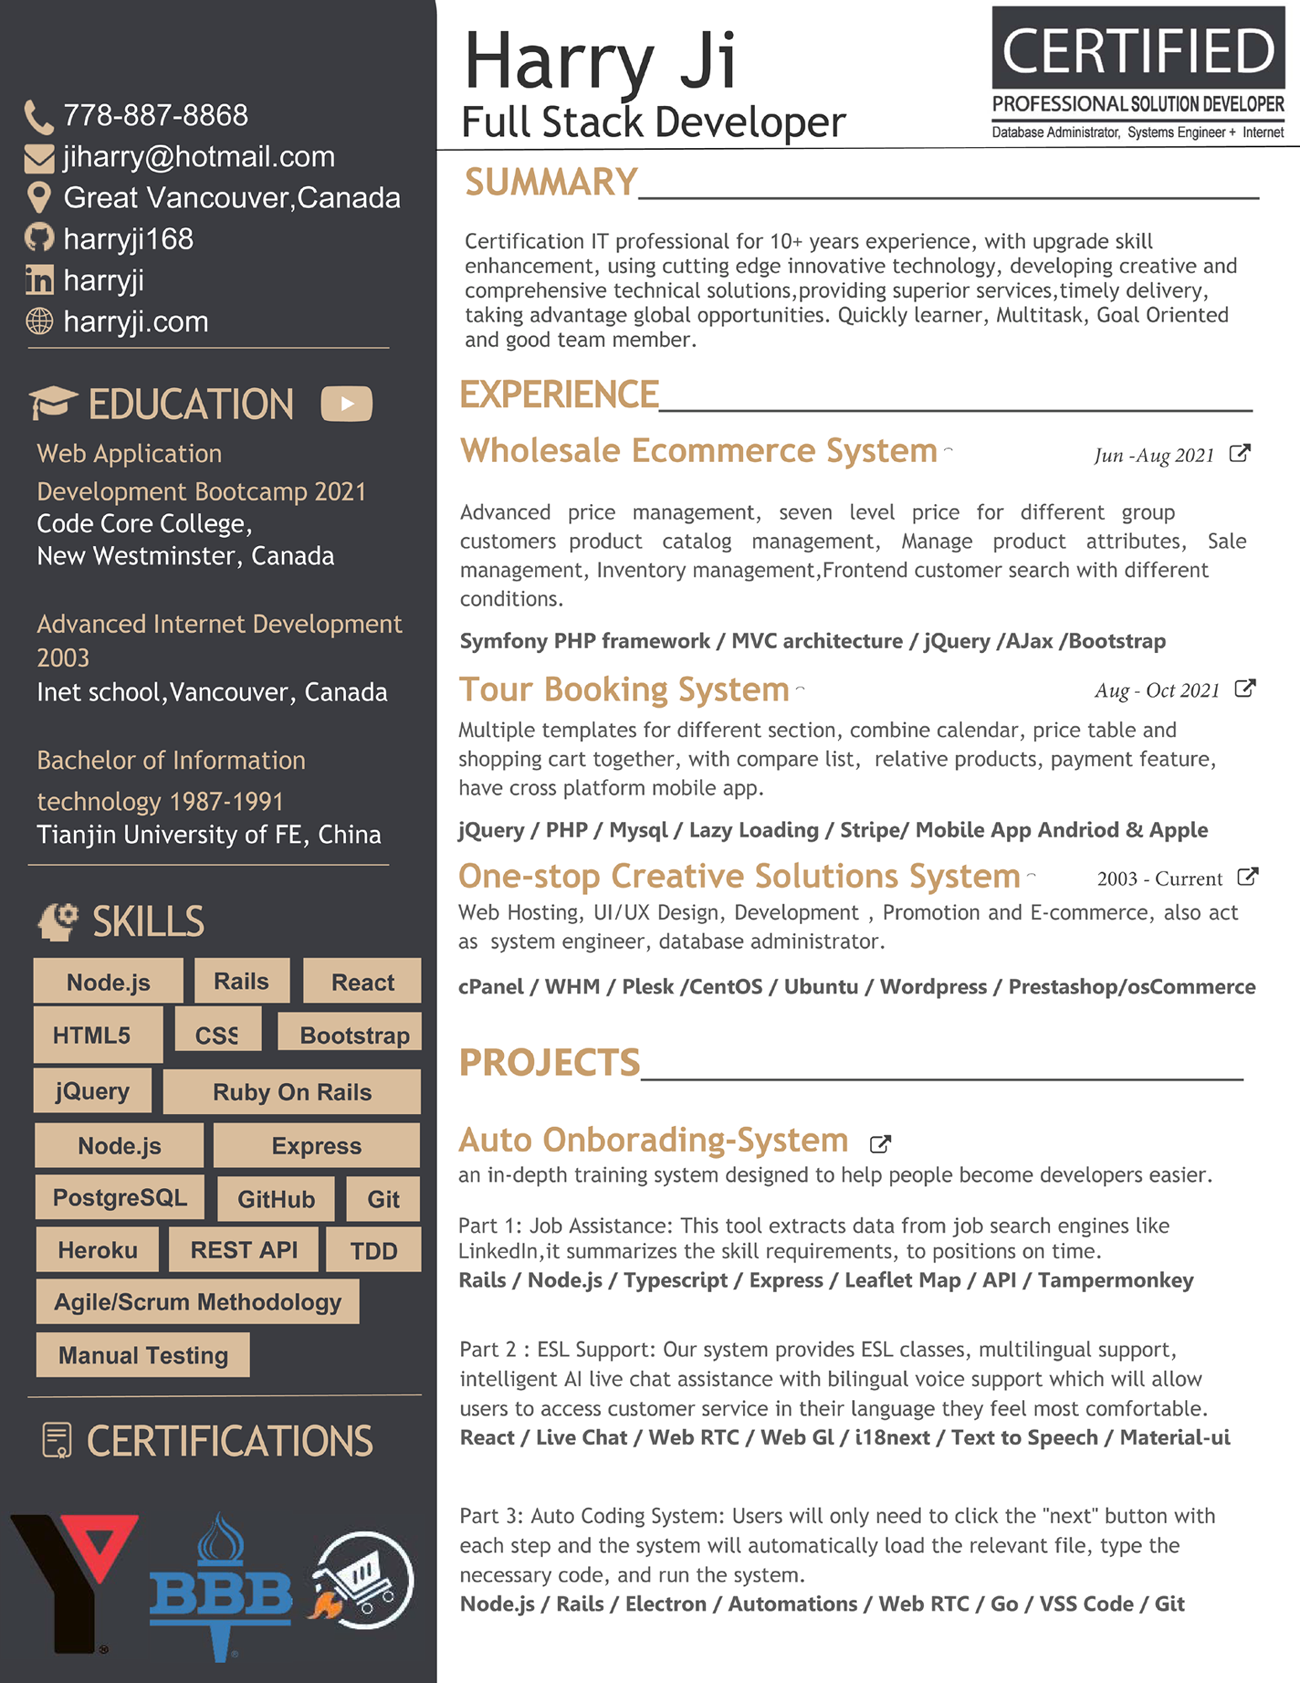 778-887-8868
jiharry@hotmail.com
Great Vancouver,Canada
harryji168
harryji
harryji.com
EDUCATION
Web Application
Development Bootcamp 2021
Code Core College,
New Westminster, Canada
Advanced Internet Development
2003
Inet school,Vancouver, Canada
Bachelor of Information
technology 1987-1991
Tianjin University of FE, China
SKILLS
Node.js Rails React
HTML5 CSS Bootstrap
jQuery Ruby On Rails
Node.js Express
PostgreSQL GitHub Git
Heroku REST API TDD
Agile/Scrum Methodology
Manual Testing
CERTIFICATIONS
Y
BBB
Harry Ji
Full Stack Developer
CERTIFIED
PROFESSIONAL SOLUTION DEVELOPER
Database Administrator, Systems Engineer + Internet
SUMMARY
Certification IT professional for 10+ years experience, with upgrade skill
enhancement, using cutting edge innovative technology, developing creative and
comprehensive technical solutions,providing superior services,timely delivery,
taking advantage global opportunities. Quickly learner, Multitask, Goal Oriented
and good team member.
EXPERIENCE
Wholesale Ecommerce System Jun -Aug 2021
Advanced price management, seven level price for different group
customers product catalog management, Manage product attributes, Sale
management, Inventory management,Frontend customer search with different
conditions.
Symfony PHP framework / MVC architecture / jQuery /AJax /Bootstrap
Tour Booking System Aug - Oct 2021
Multiple templates for different section, combine calendar, price table and
shopping cart together, with compare list, relative products, payment feature,
have cross platform mobile app.
jQuery / PHP / Mysql / Lazy Loading / Stripe/ Mobile App Andriod & Apple
One-stop Creative Solutions System 2003 - Current
Web Hosting, UI/UX Design, Development , Promotion and E-commerce, also act
as system engineer, database administrator.
cPanel / WHM / Plesk /CentOS / Ubuntu / Wordpress / Prestashop/osCommerce
PROJECTS
Auto Onborading-System
an in-depth training system designed to help people become developers easier.
Part 1: Job Assistance: This tool extracts data from job search engines like
LinkedIn,it summarizes the skill requirements, to positions on time.
Rails / Node.js / Typescript / Express / Leaflet Map / API / Tampermonkey
Part 2 : ESL Support: Our system provides ESL classes, multilingual support,
intelligent AI live chat assistance with bilingual voice support which will allow
users to access customer service in their language they feel most comfortable.
React / Live Chat / Web RTC / Web Gl / i18next / Text to Speech / Material-ui
Part 3: Auto Coding System: Users will only need to click the "next" button with
each step and the system will automatically load the relevant file, type the
necessary code, and run the system.
Node.js / Rails / Electron / Automations / Web RTC / Go / VSS Code / Git